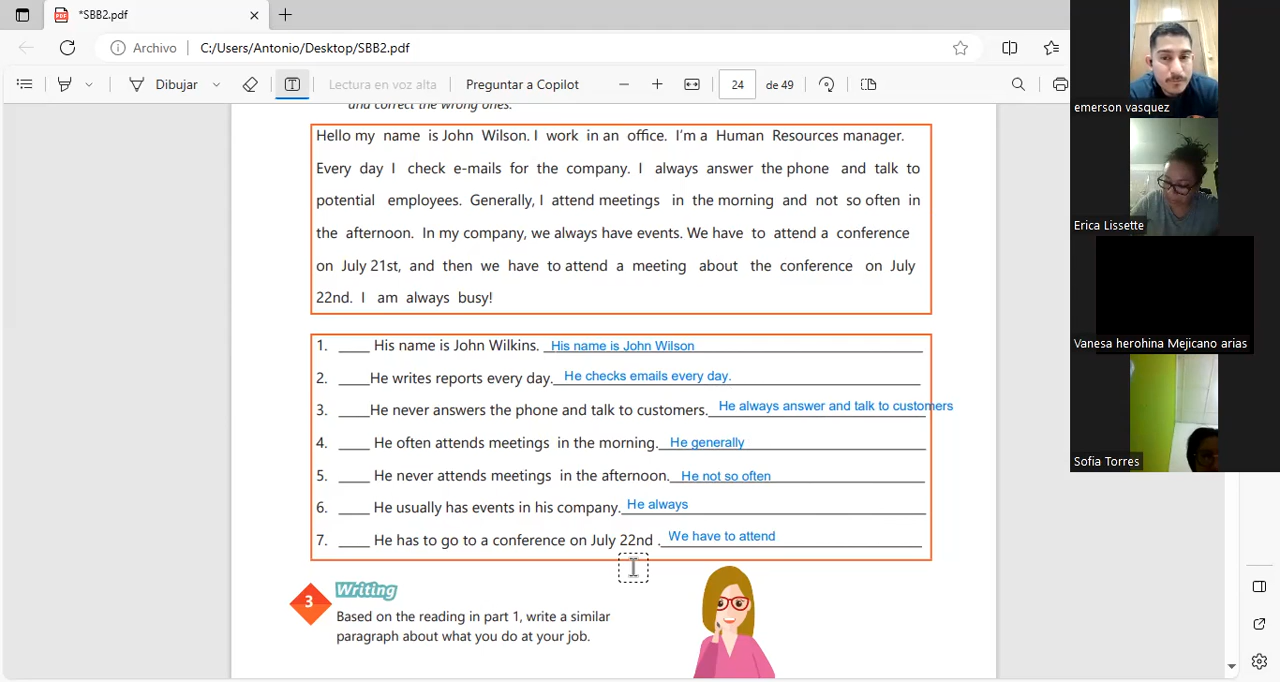 *SBB2.pdf
Archivo C:/Users/Antonio/Desktop/SBB2.pdf
Dibujar Lectura en voz alta Preguntar a Copilot 24 de 49
and correct the wrong ones.
Hello my name is John Wilson. I work in an office. I'm a Human Resources manager.
Every day I check e-mails for the company. I always answer the phone and talk to
potential employees. Generally, I attend meetings in the morning and not so often in
the afternoon. In my company, we always have events. We have to attend a conference
on July 21st, and then we have to attend a meeting about the conference on July
22nd. I am always busy!
1. ____ His name is John Wilkins. His name is John Wilson
2. ____He writes reports every day. He checks emails every day.
3. ____He never answers the phone and talk to customers. He always answer and talk to customers
4. ____ He often attends meetings in the morning. He generally
5. ____ He never attends meetings in the afternoon. He not so often
6. ____ He usually has events in his company. He always
7. ____ He has to go to a conference on July 22nd . We have to attend
3 Writing
Based on the reading in part 1, write a similar
paragraph about what you do at your job.
emerson vasquez
Erica Lissette
Vanesa herohina Mejicano arias
Sofia Torres